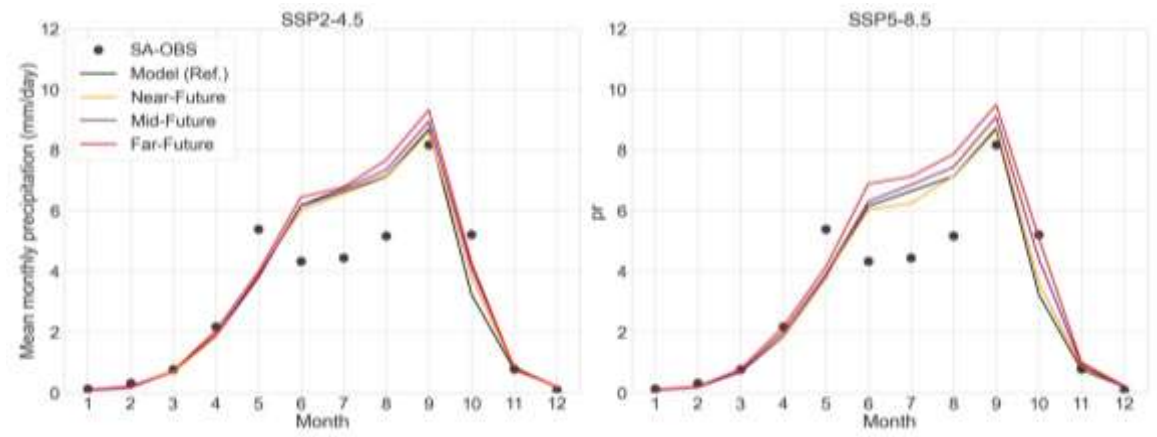 SSP2-4.5
Mean monthly precipitation (mm/day)
12
10
8
6
4
2
0
SA-OBS
Model (Ref.)
Near-Future
Mid-Future
Far-Future
1 2 3 4 5 6 7 8 9 10 11 12
Month
SSP5-8.5
pr
12
10
8
6
4
2
0
1 2 3 4 5 6 7 8 9 10 11 12
Month